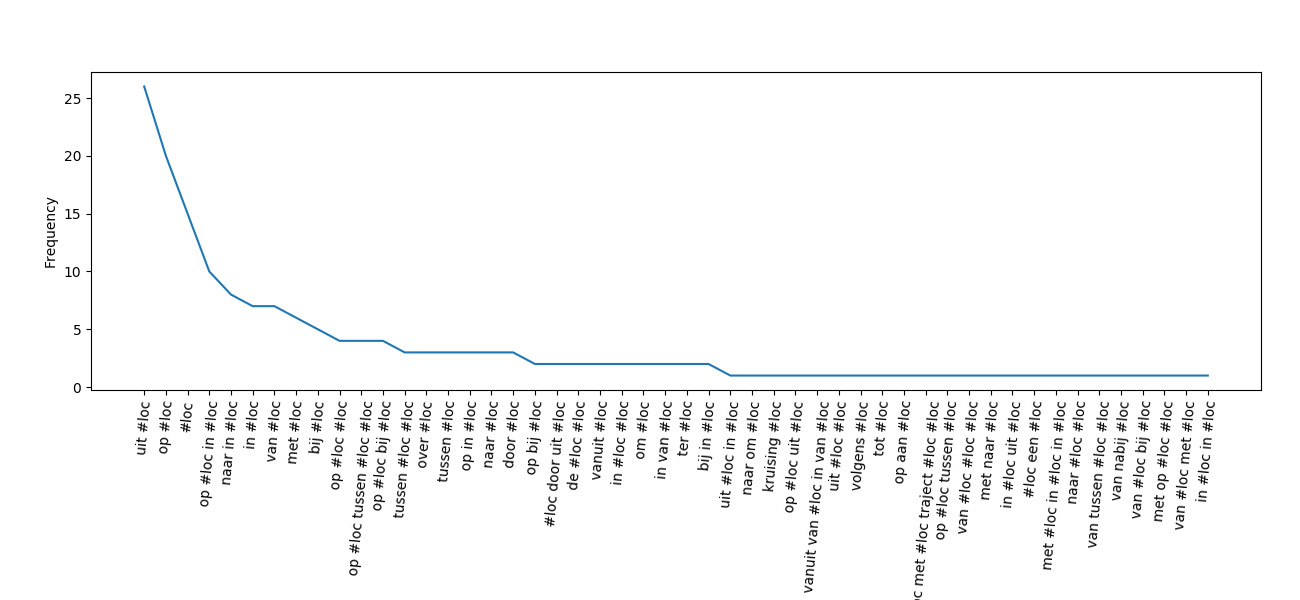 Frequency
25
20
15
10
5
0
uit #loc
op #loc
#loc
op #loc in #loc
naar in #loc
in #loc
van #loc
met #loc
bij #loc
op #loc #loc
op #loc tussen #loc #loc
op #loc bij #loc
tussen #loc #loc
over #loc
tussen #loc
op in #loc
naar #loc
door #loc
op bij #loc
#loc door uit #loc
de #loc #loc
vanuit #loc
in #loc #loc
om #loc
in van #loc
ter #loc
bij in #loc
uit #loc in #loc
naar om #loc
kruising #loc
op #loc uit #loc
vanuit van #loc in van #loc
uit #loc #loc
volgens #loc
tot #loc
op aan #loc
met #loc traject #loc #loc
op #loc tussen #loc
van #loc #loc #loc
met naar #loc
in #loc uit #loc
#loc een #loc
met #loc in #loc in #loc
naar #loc #loc
van tussen #loc #loc
van nabij #loc
van #loc bij #loc
met op #loc #loc
van #loc met #loc
in #loc in #loc